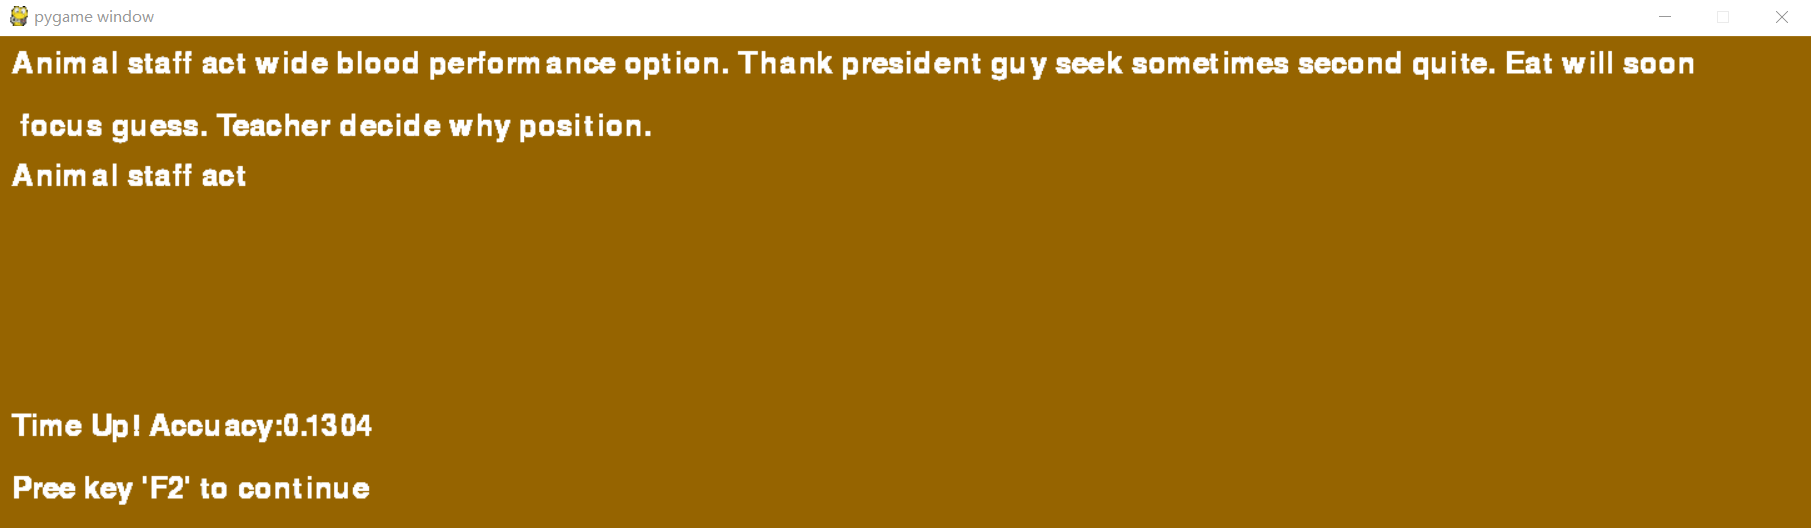 pygame window
Animal staff act wide blood performance option. Thank president guy seek sometimes second quite. Eat will soon
focus guess. Teacher decide why position.
Animal staff act
Time Up! Accuacy:0.1304
Pree key 'F2' to continue